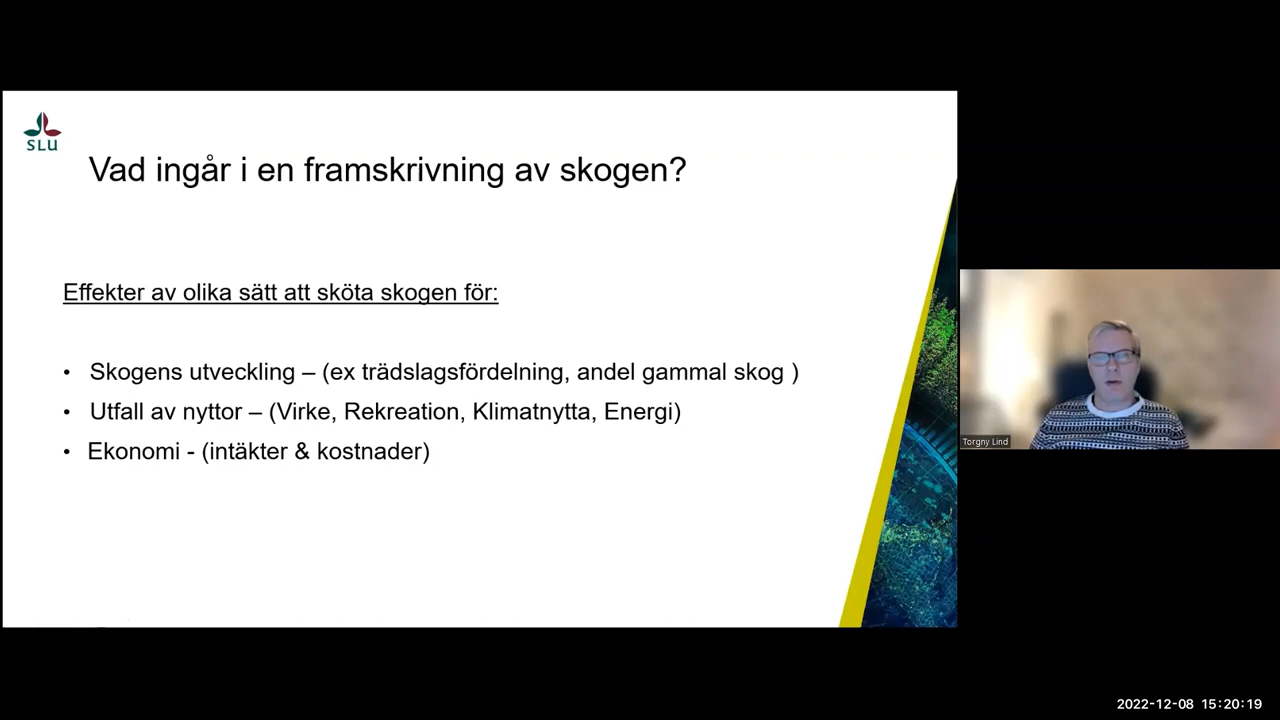 SLU
Vad ingår i en framskrivning av skogen?
Effekter av olika sätt att sköta skogen för:
• Skogens utveckling – (ex trädslagsfördelning, andel gammal skog )
• Utfall av nyttor – (Virke, Rekreation, Klimatnytta, Energi)
• Ekonomi - (intäkter & kostnader)
Torgny Lind
2022-12-08 15:20:19